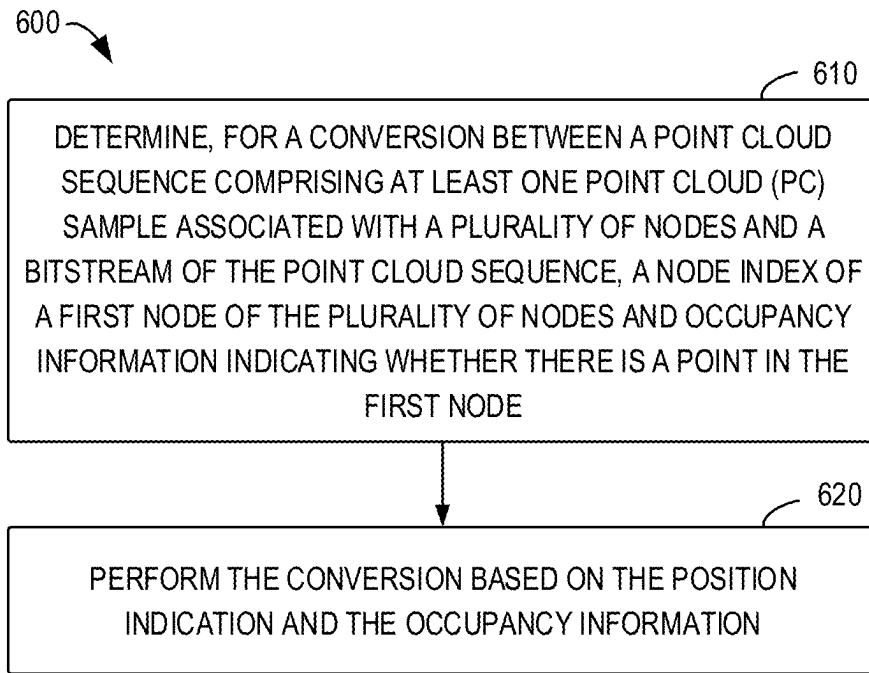 600
610
DETERMINE, FOR A CONVERSION BETWEEN A POINT CLOUD
SEQUENCE COMPRISING AT LEAST ONE POINT CLOUD (PC)
SAMPLE ASSOCIATED WITH A PLURALITY OF NODES AND A
BITSTREAM OF THE POINT CLOUD SEQUENCE, A NODE INDEX OF
A FIRST NODE OF THE PLURALITY OF NODES AND OCCUPANCY
INFORMATION INDICATING WHETHER THERE IS A POINT IN THE
FIRST NODE
620
PERFORM THE CONVERSION BASED ON THE POSITION
INDICATION AND THE OCCUPANCY INFORMATION